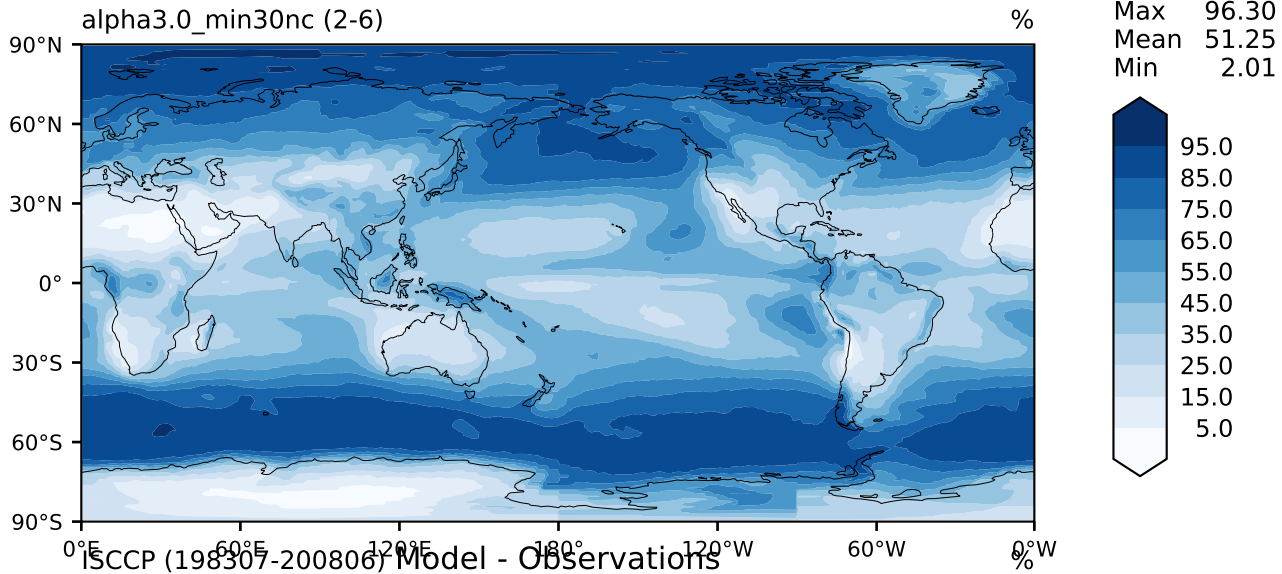 alpha3.0_min30nc (2-6) %
Max 96.30
Mean 51.25
Min 2.01
90°N
60°N
30°N
0°
30°S
60°S
90°S
95.0
85.0
75.0
65.0
55.0
45.0
35.0
25.0
15.0
5.0
0°E 60°E 120°E 180° 120°W 60°W 0°W
ISCCP (198307-200806) Model - Observations %